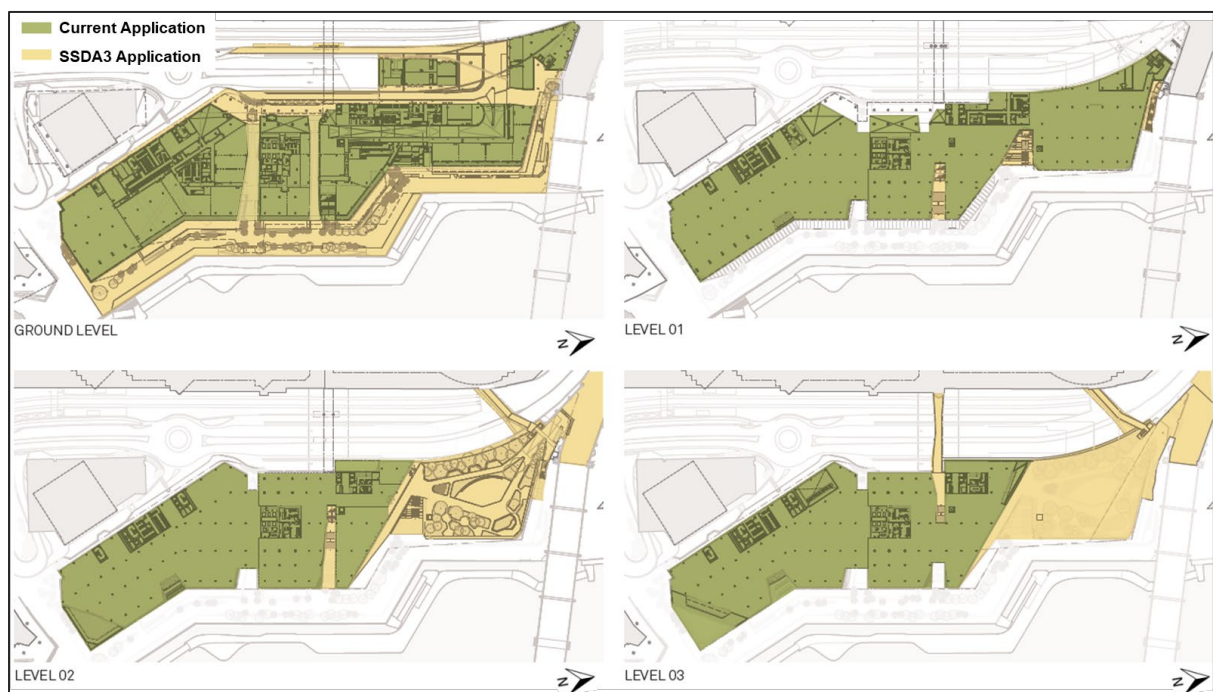 Current Application
SSDA3 Application
GROUND LEVEL
Z
LEVEL 01
Z
LEVEL 02
Z
LEVEL 03
Z